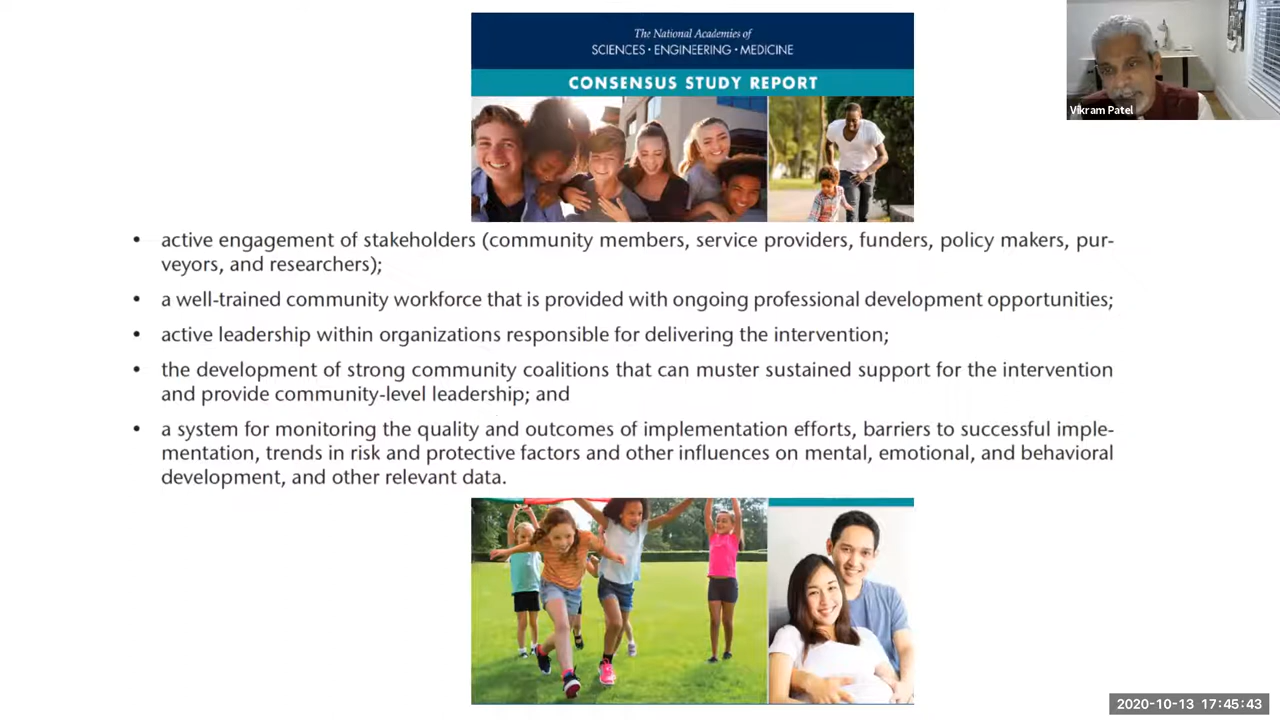 The National Academies of
SCIENCES · ENGINEERING · MEDICINE
CONSENSUS STUDY REPORT
Vikram Patel
• active engagement of stakeholders (community members, service providers, funders, policy makers, pur-
veyors, and researchers);
• a well-trained community workforce that is provided with ongoing professional development opportunities;
• active leadership within organizations responsible for delivering the intervention;
• the development of strong community coalitions that can muster sustained support for the intervention
and provide community-level leadership; and
• a system for monitoring the quality and outcomes of implementation efforts, barriers to successful imple-
mentation, trends in risk and protective factors and other influences on mental, emotional, and behavioral
development, and other relevant data.
2020-10-13 17:45:43